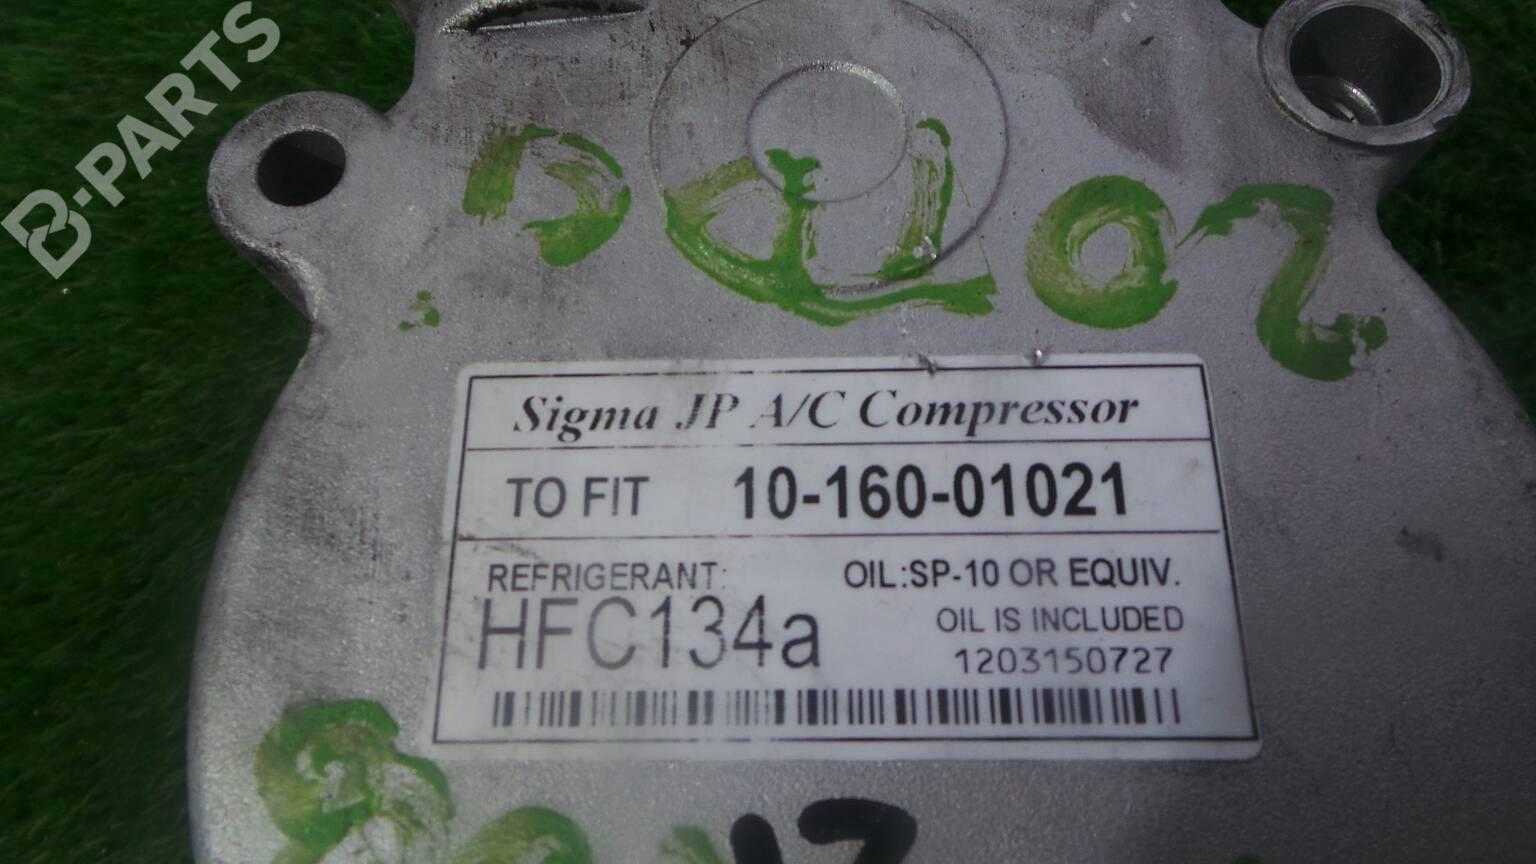 B-PARTS
Sigma JP A/C Compressor
TO FIT 10-160-01021
REFRIGERANT: OIL:SP-10 OR EQUIV.
HFC134a OIL IS INCLUDED
1203150727